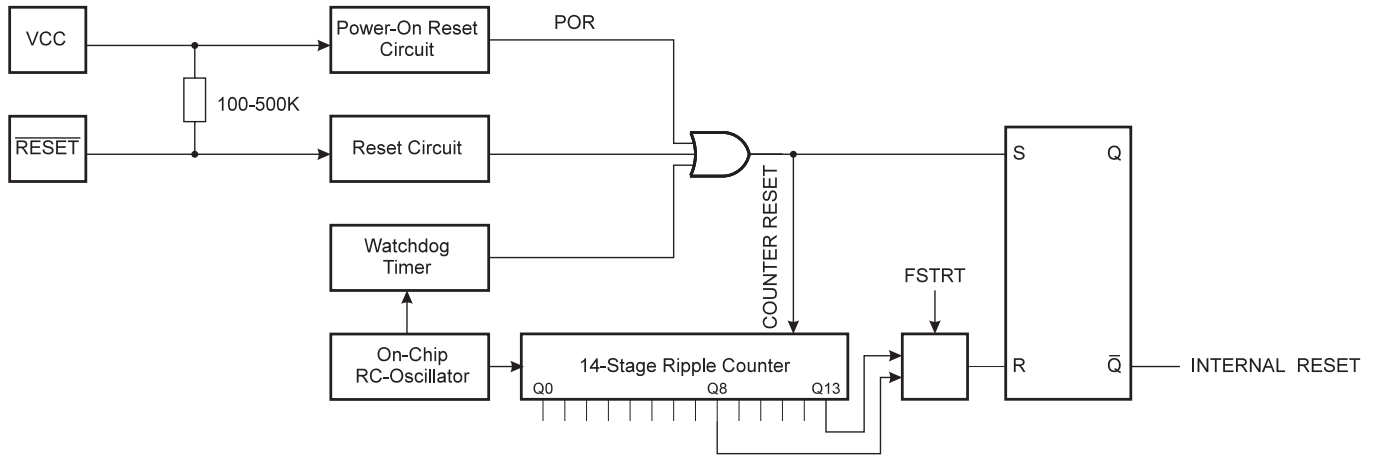 VCC
Power-On Reset
Circuit
POR
100-500K
RESET
Reset Circuit
S
Q
COUNTER RESET
Watchdog
Timer
FSTRT
On-Chip
RC-Oscillator
14-Stage Ripple Counter
Q0
Q8
Q13
R
Q̅
INTERNAL RESET